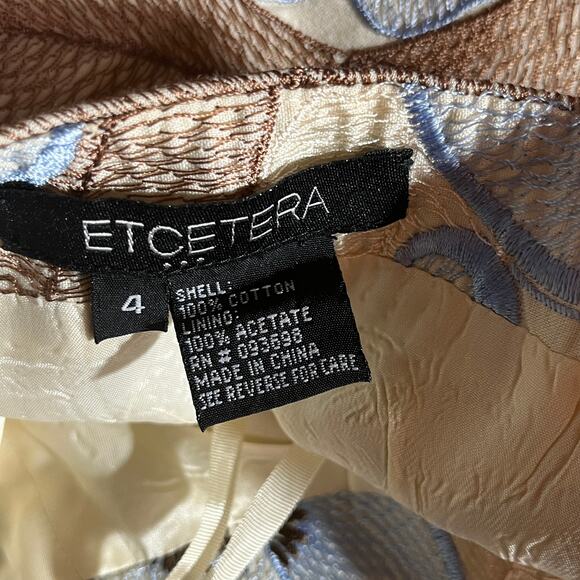 ETCETERA
4
SHELL:
100% COTTON
LINING:
100% ACETATE
RN # 093698
MADE IN CHINA
SEE REVERSE FOR CARE